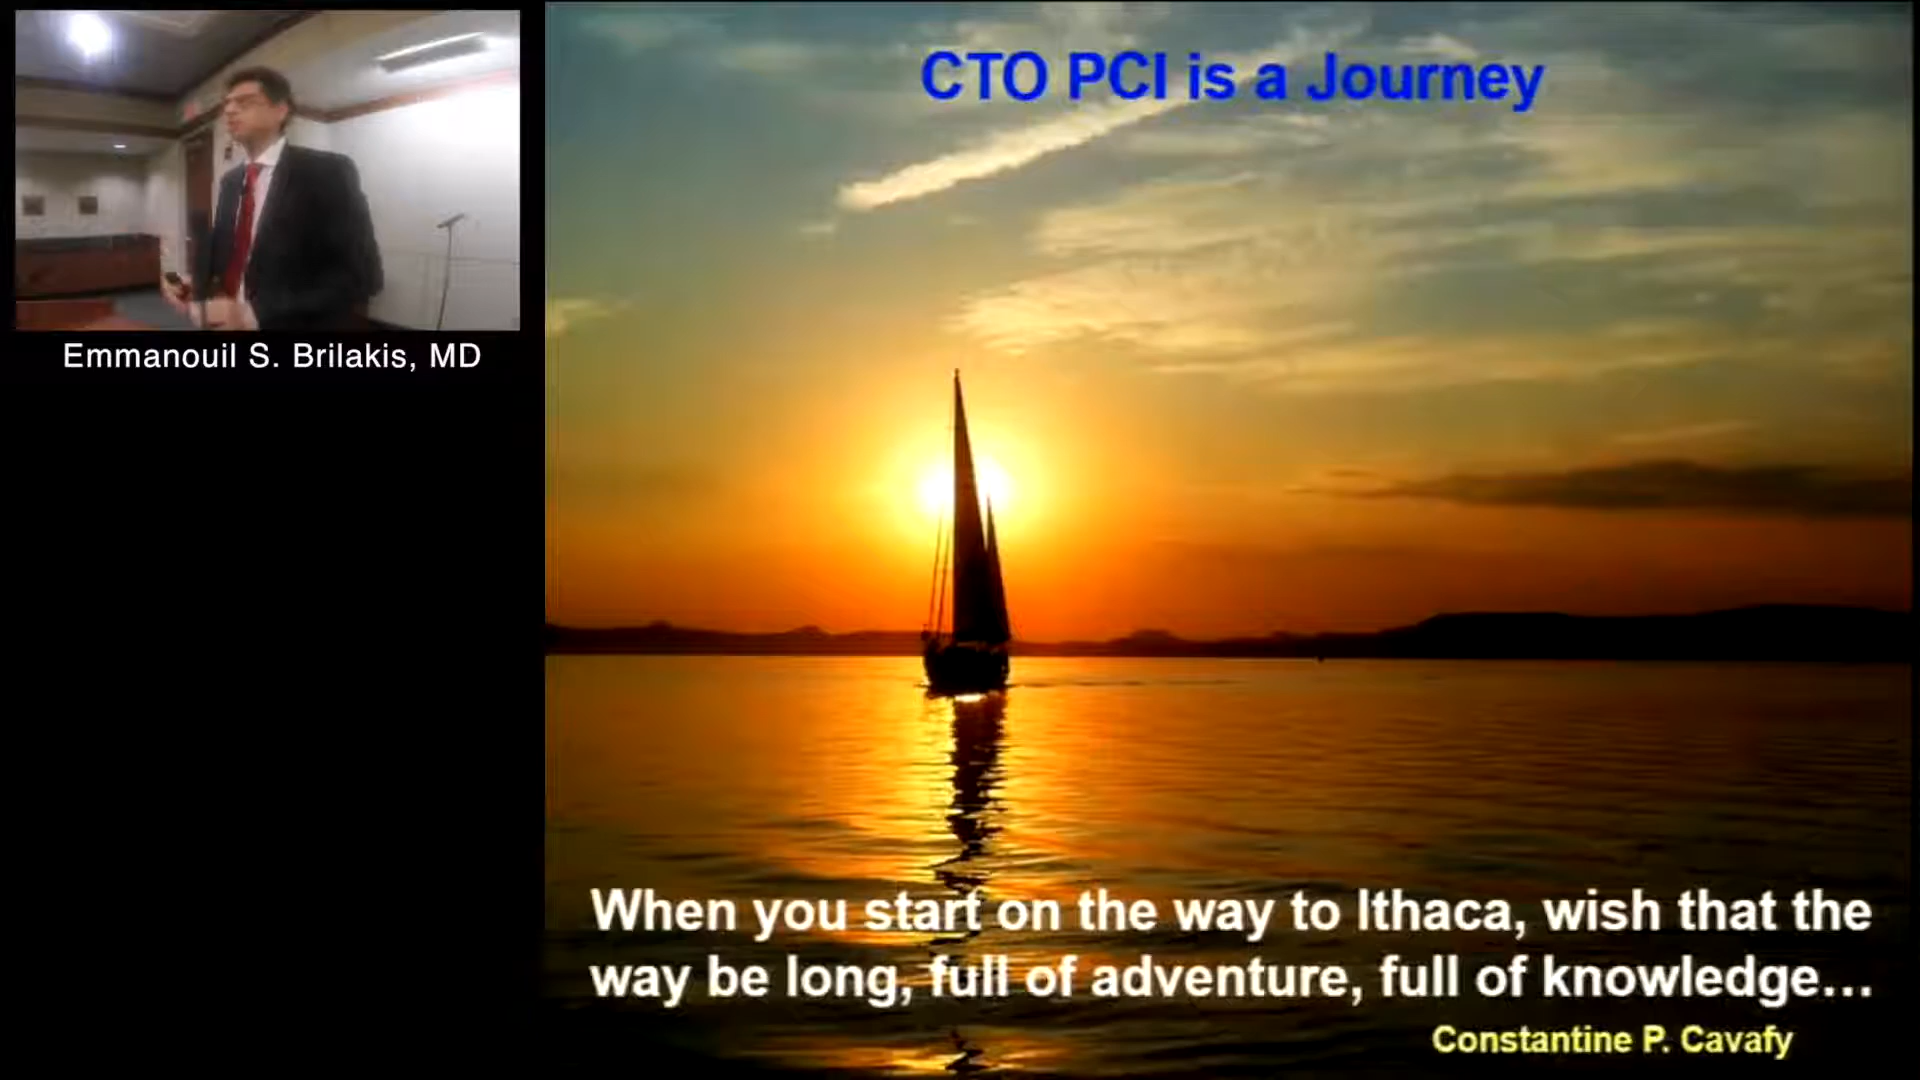 CTO PCI is a Journey
Emmanouil S. Brilakis, MD
When you start on the way to Ithaca, wish that the
way be long, full of adventure, full of knowledge...
Constantine P. Cavafy